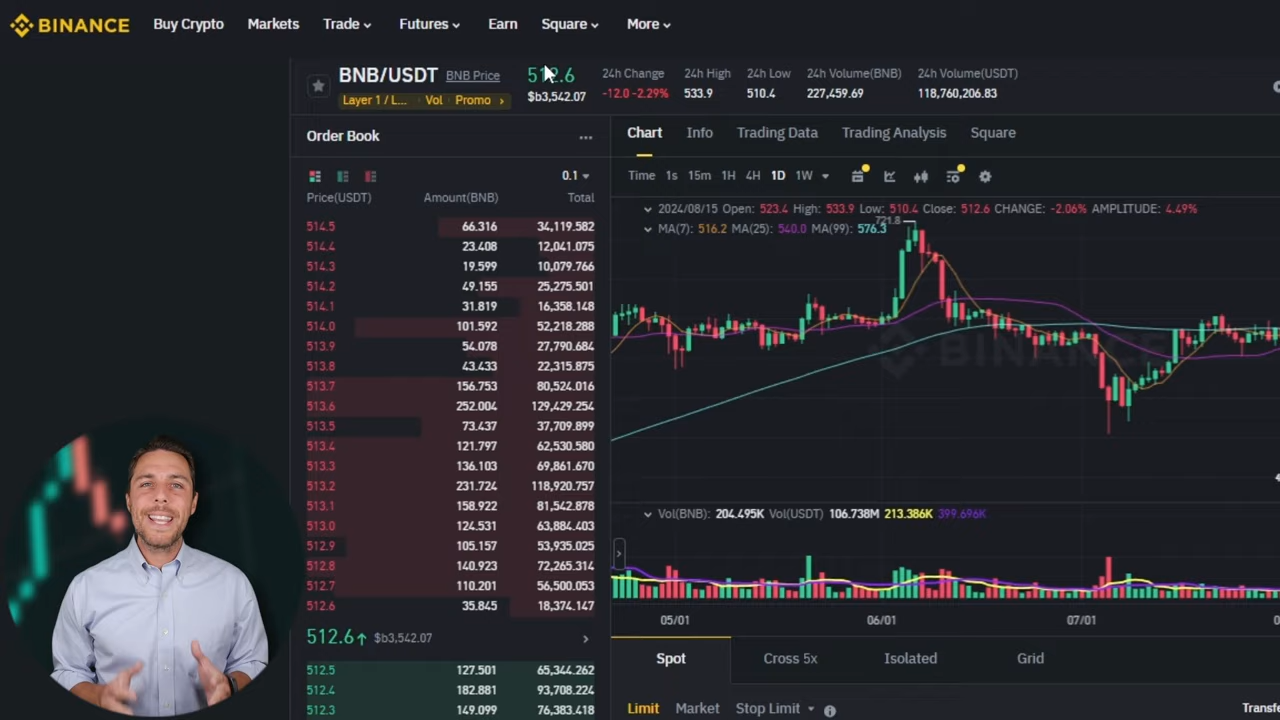 BINANCE Buy Crypto Markets Trade Futures Earn Square More
BNB/USDT BNB Price
Layer 1 / L... Vol Promo
512.6
$b3,542.07
24h Change 24h High 24h Low 24h Volume(BNB) 24h Volume(USDT)
-12.0 -2.29% 533.9 510.4 227,459.69 118,760,206.83
Order Book
0.1
Price(USDT) Amount(BNB) Total
514.5 66.316 34,119.582
514.4 23.408 12,041.075
514.3 19.599 10,079.766
514.2 49.155 25,275.501
514.1 31.819 16,358.148
514.0 101.592 52,218.288
513.9 54.078 27,790.684
513.8 43.433 22,315.875
513.7 156.753 80,524.016
513.6 252.004 129,429.254
513.5 73.437 37,709.899
513.4 121.797 62,530.580
513.3 136.103 69,861.670
513.2 231.724 118,920.757
513.1 158.922 81,542.878
513.0 124.531 63,884.403
512.9 105.157 53,935.025
512.8 140.923 72,265.314
512.7 110.201 56,500.053
512.6 35.845 18,374.147
512.6↑ $b3,542.07
512.5 127.501 65,344.262
512.4 182.881 93,708.224
512.3 149.099 76,383.418
Chart Info Trading Data Trading Analysis Square
Time 1s 15m 1H 4H 1D 1W
2024/08/15 Open: 523.4 High: 533.9 Low: 510.4 Close: 512.6 CHANGE: -2.06% AMPLITUDE: 4.49%
MA(7): 516.2 MA(25): 540.0 MA(99): 576.3
721.8
BINANCE
Vol(BNB): 204.495K Vol(USDT) 106.738M 213.386K 399.696K
05/01 06/01 07/01
Spot Cross 5x Isolated Grid
Limit Market Stop Limit